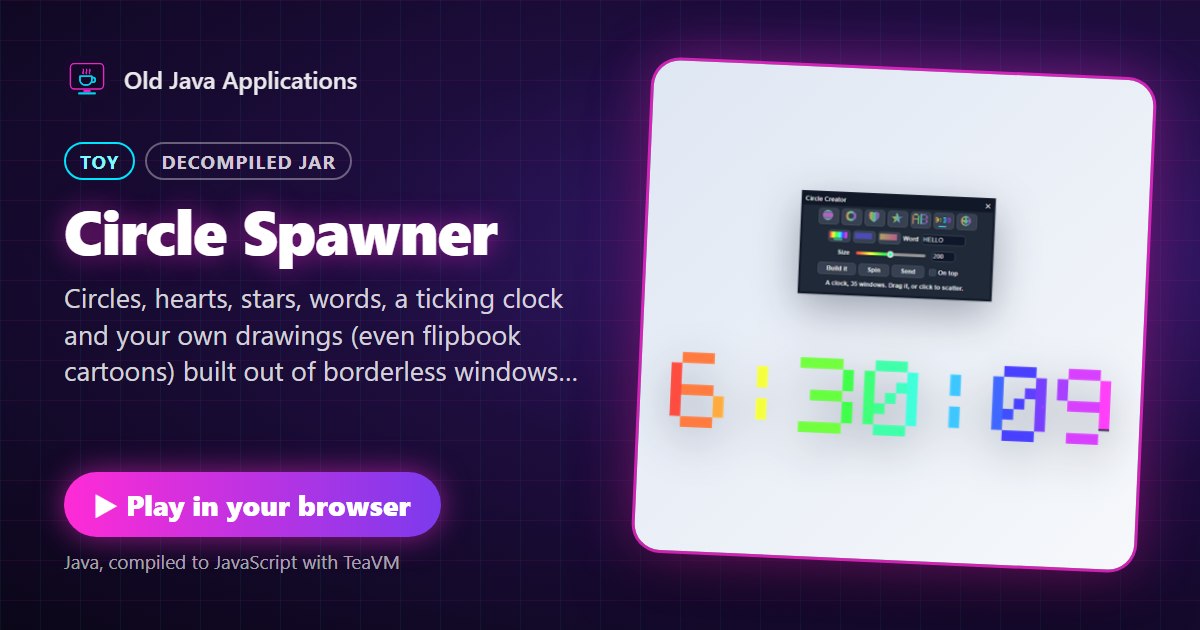 Old Java Applications
TOY
DECOMPILED JAR
Circle Spawner
Circles, hearts, stars, words, a ticking clock
and your own drawings (even flipbook
cartoons) built out of borderless windows...
▶ Play in your browser
Java, compiled to JavaScript with TeaVM
Circle Creator
Word HELLO
Size 200
Build it Spin Send On top
A clock, 35 windows. Drag it, or click to scatter.
6:30:09